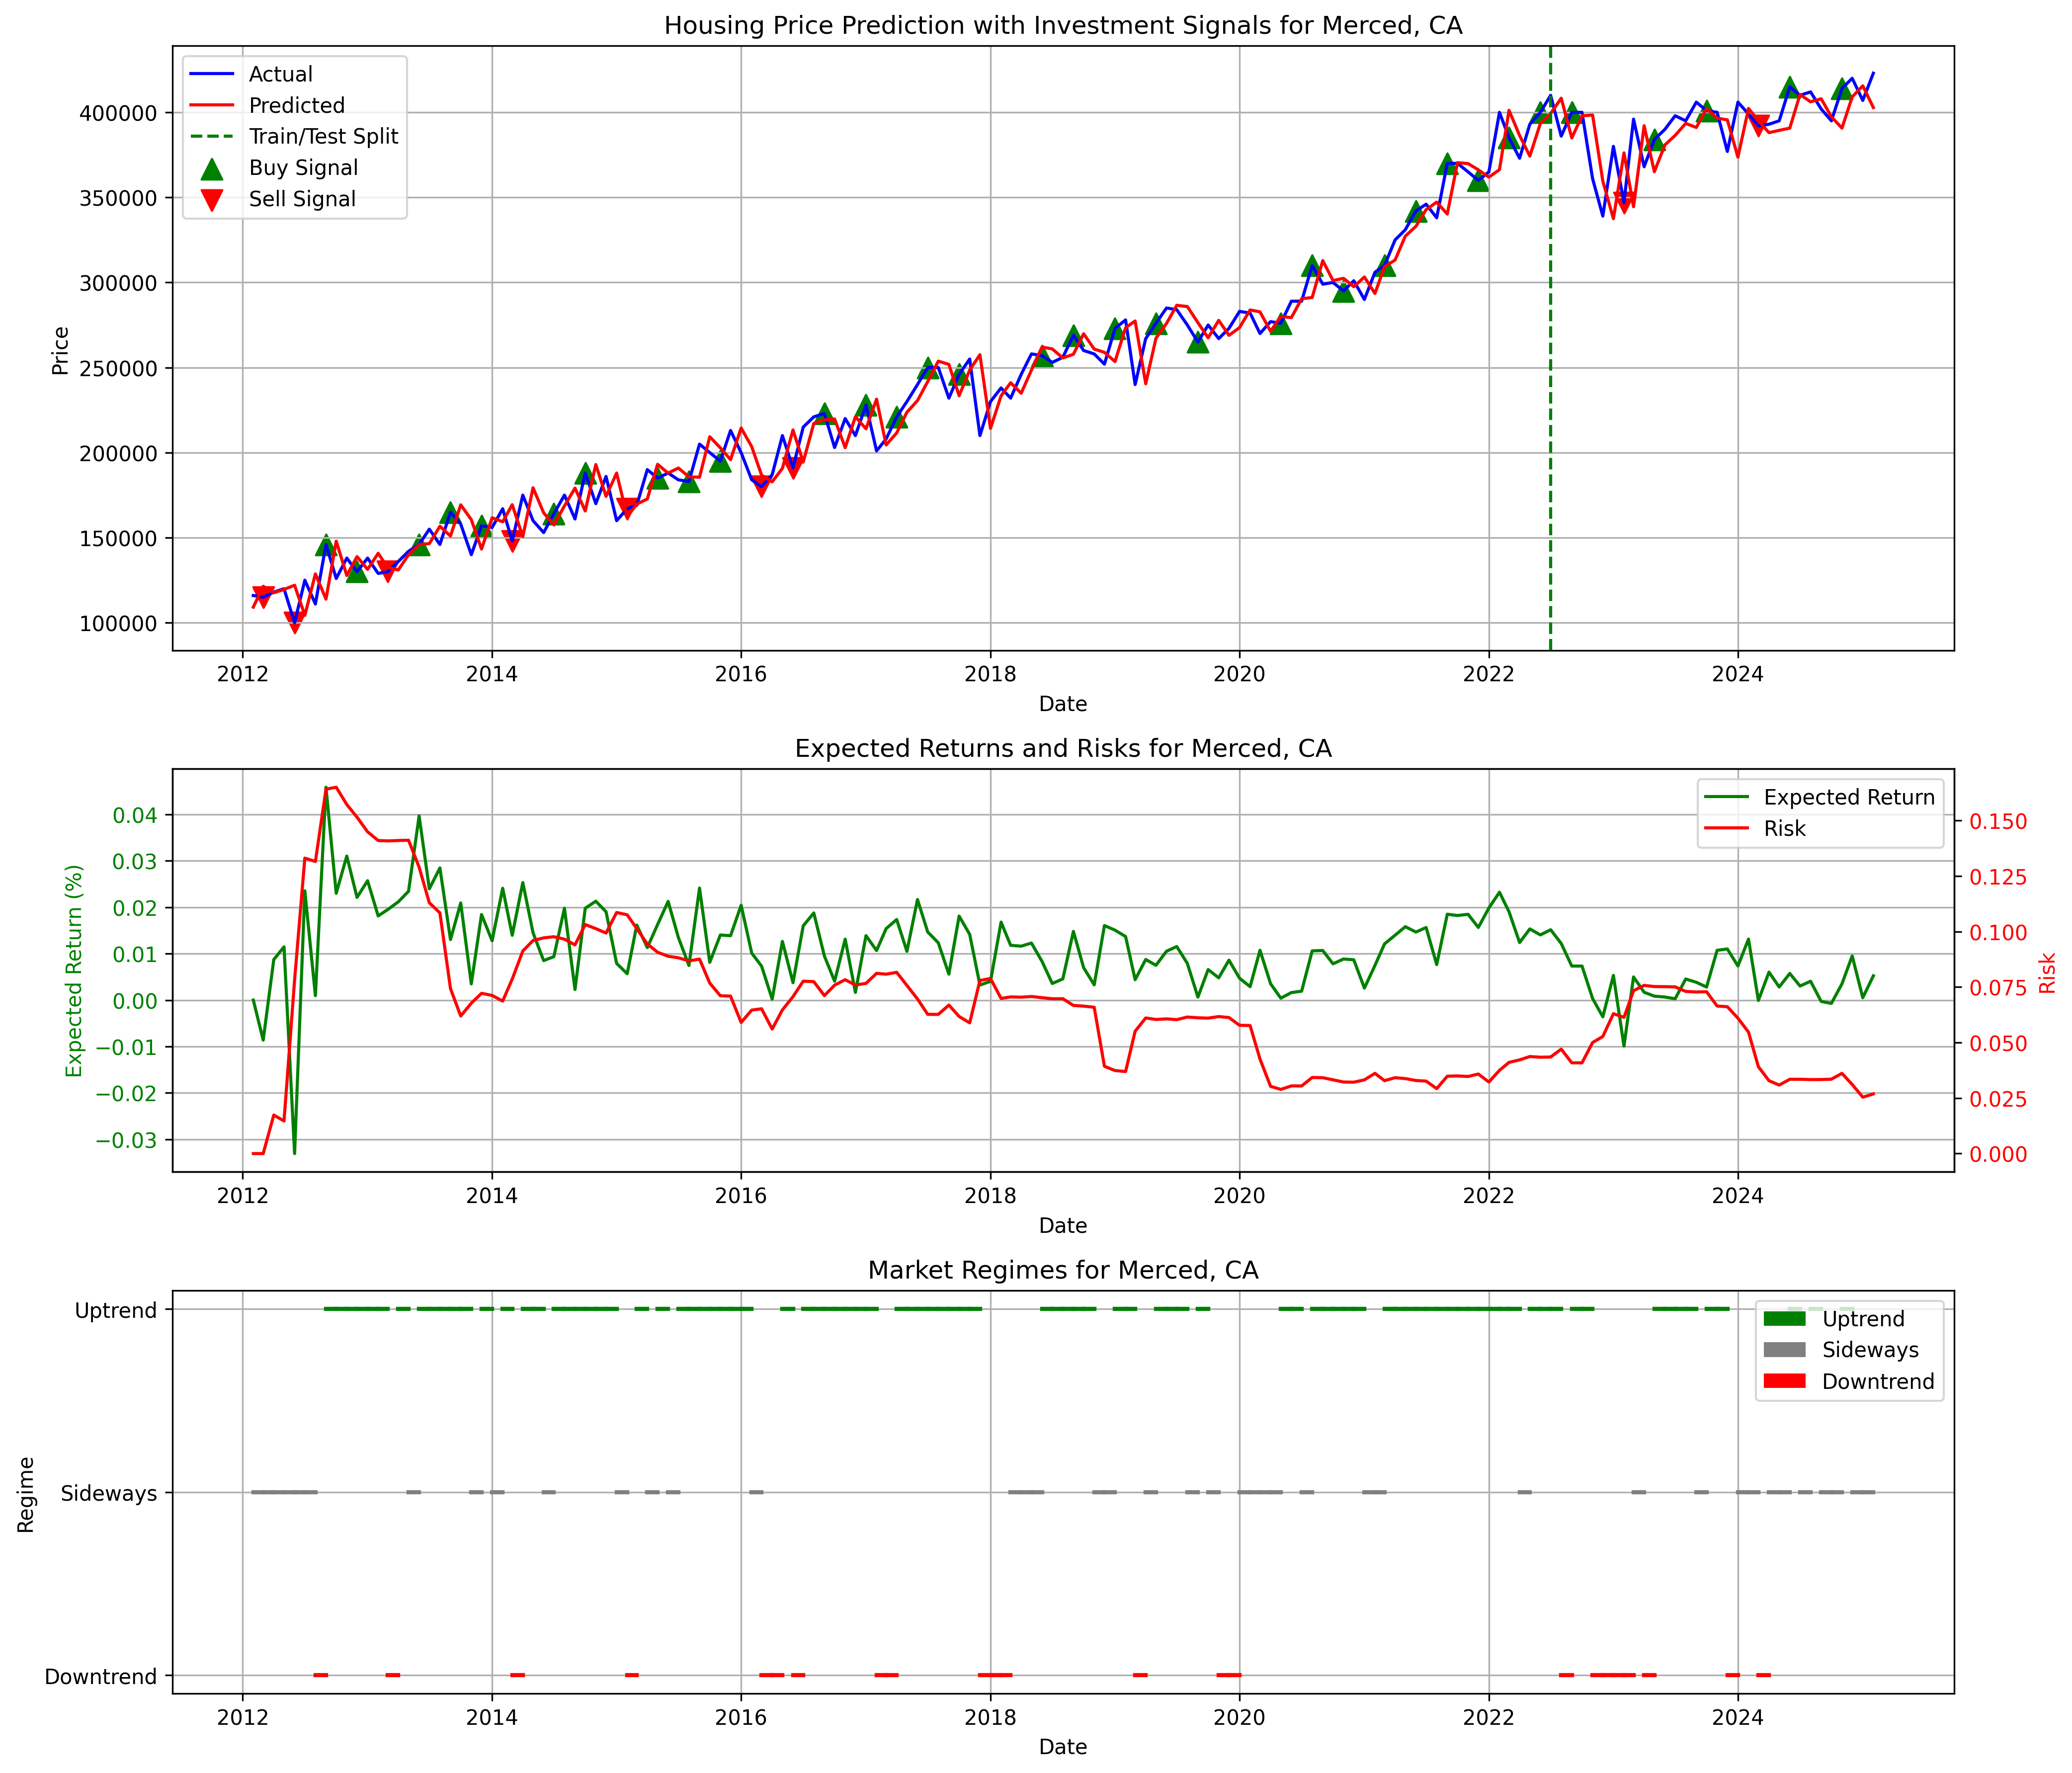 Housing Price Prediction with Investment Signals for Merced, CA
Actual
Predicted
Train/Test Split
Buy Signal
Sell Signal
Price
400000
350000
300000
250000
200000
150000
100000
2012 2014 2016 2018 2020 2022 2024
Date
Expected Returns and Risks for Merced, CA
Expected Return
Risk
Expected Return (%)
0.04
0.03
0.02
0.01
0.00
−0.01
−0.02
−0.03
0.150
0.125
0.100
0.075
0.050
0.025
0.000
Risk
2012 2014 2016 2018 2020 2022 2024
Date
Market Regimes for Merced, CA
Uptrend
Sideways
Downtrend
Regime
Uptrend
Sideways
Downtrend
2012 2014 2016 2018 2020 2022 2024
Date